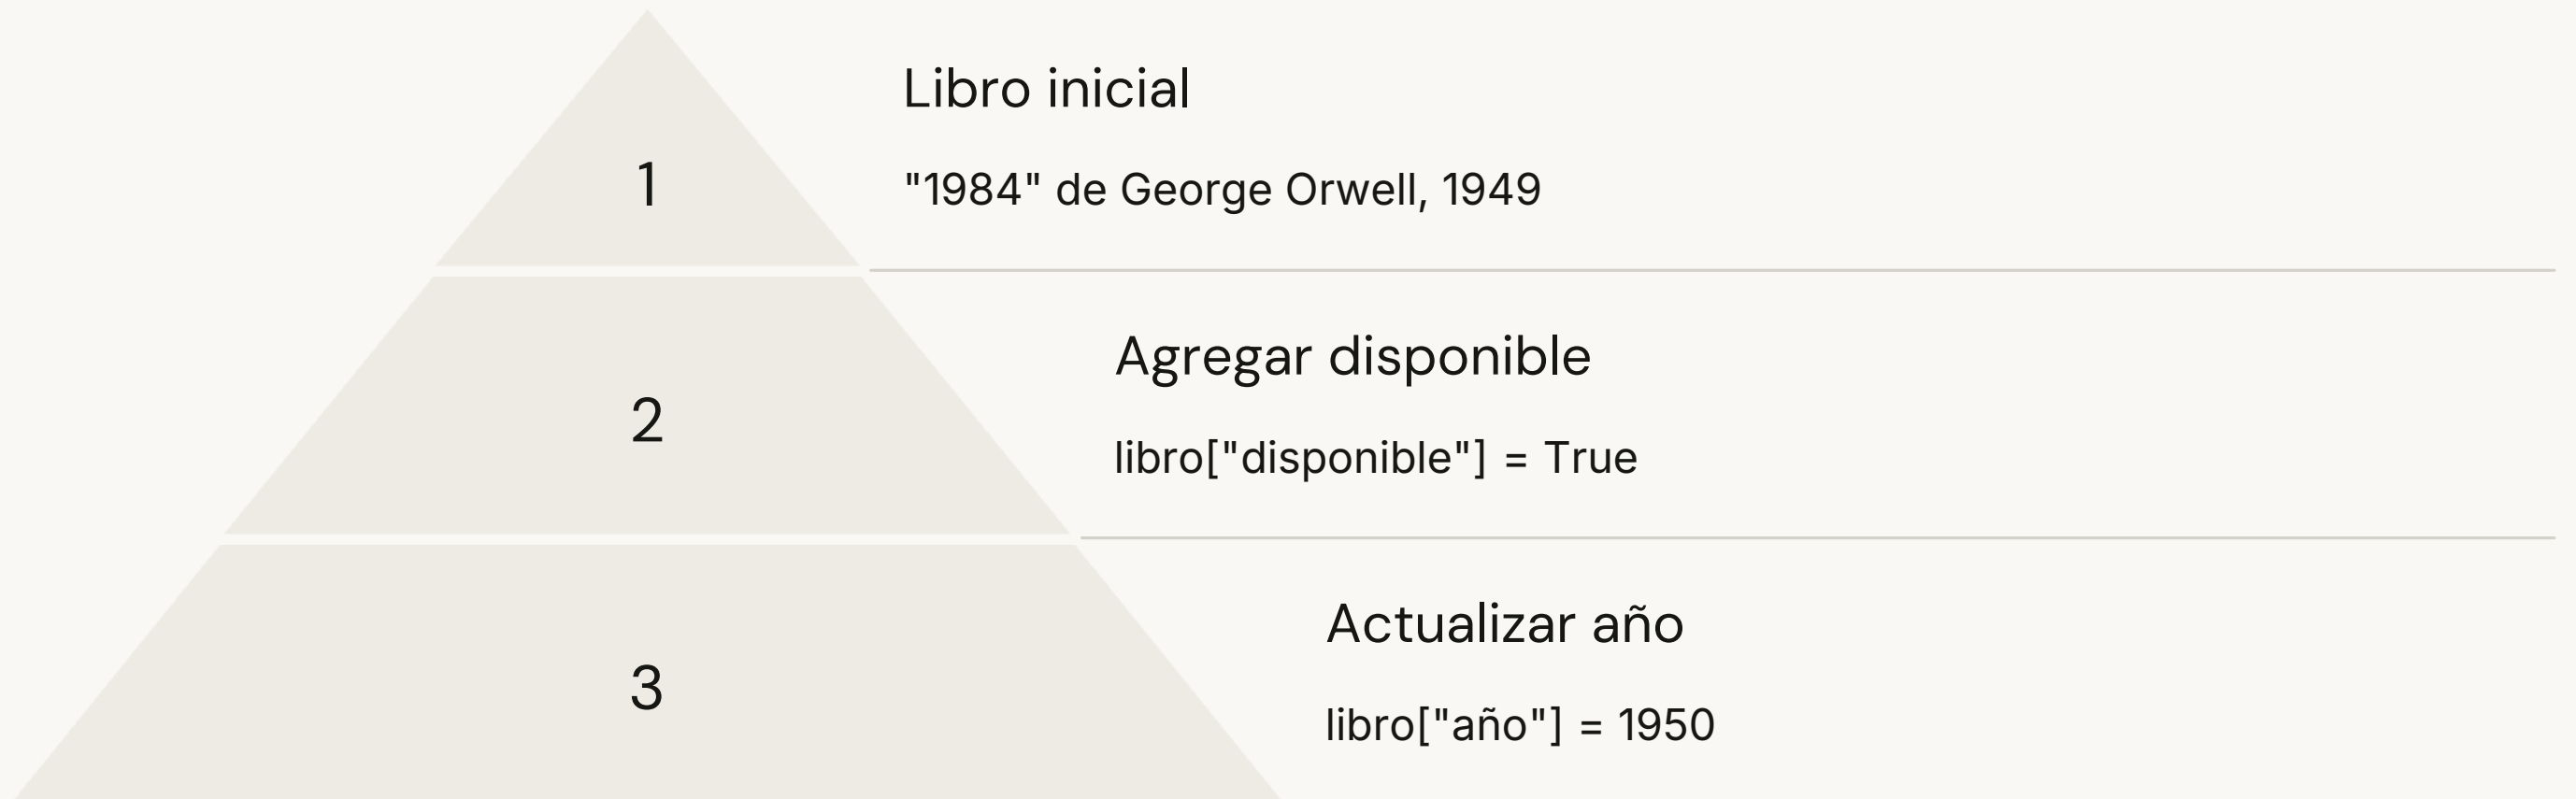 Libro inicial
1
"1984" de George Orwell, 1949
Agregar disponible
2
libro["disponible"] = True
Actualizar año
3
libro["año"] = 1950